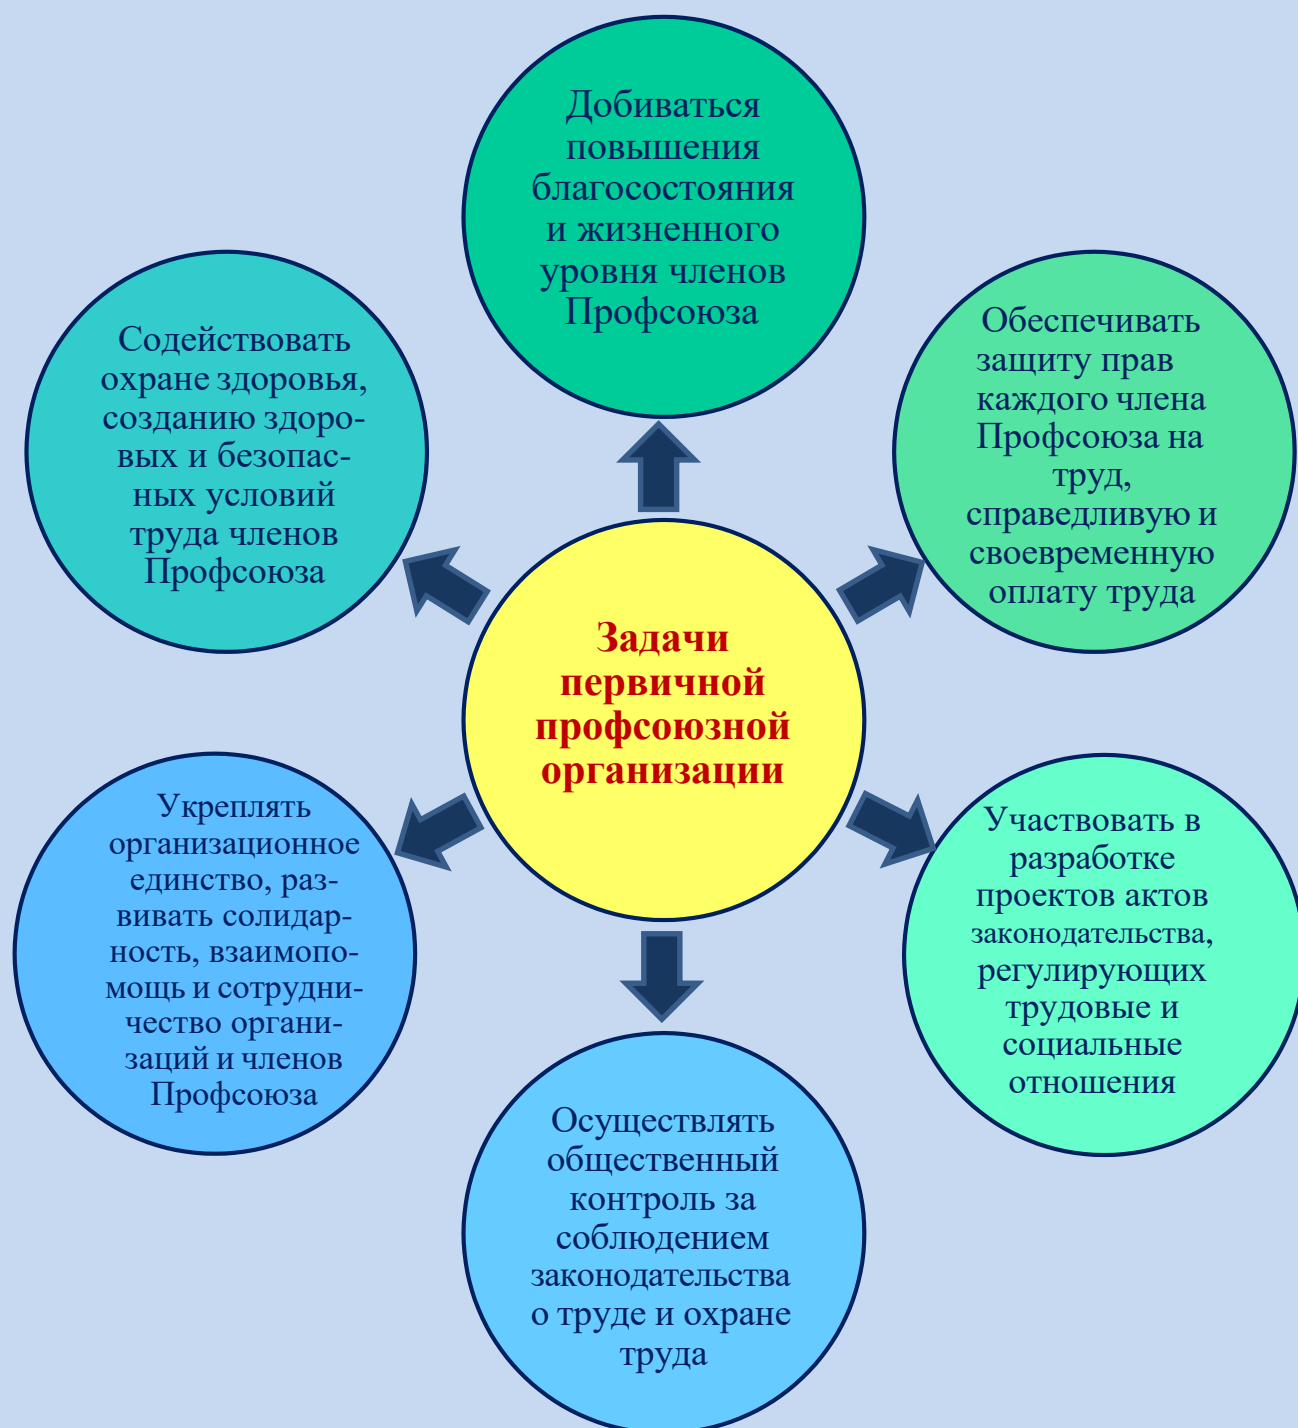 Добиваться
повышения
благосостояния
и жизненного
уровня членов
Профсоюза
Содействовать
охране здоровья,
созданию здоро-
вых и безопас-
ных условий
труда членов
Профсоюза
Обеспечивать
защиту прав
каждого члена
Профсоюза на
труд,
справедливую и
своевременную
оплату труда
Задачи
первичной
профсоюзной
организации
Укреплять
организационное
единство, раз-
вивать солидар-
ность, взаимопо-
мощь и сотрудни-
чество органи-
заций и членов
Профсоюза
Участвовать в
разработке
проектов актов
законодательства,
регулирующих
трудовые и
социальные
отношения
Осуществлять
общественный
контроль за
соблюдением
законодательства
о труде и охране
труда